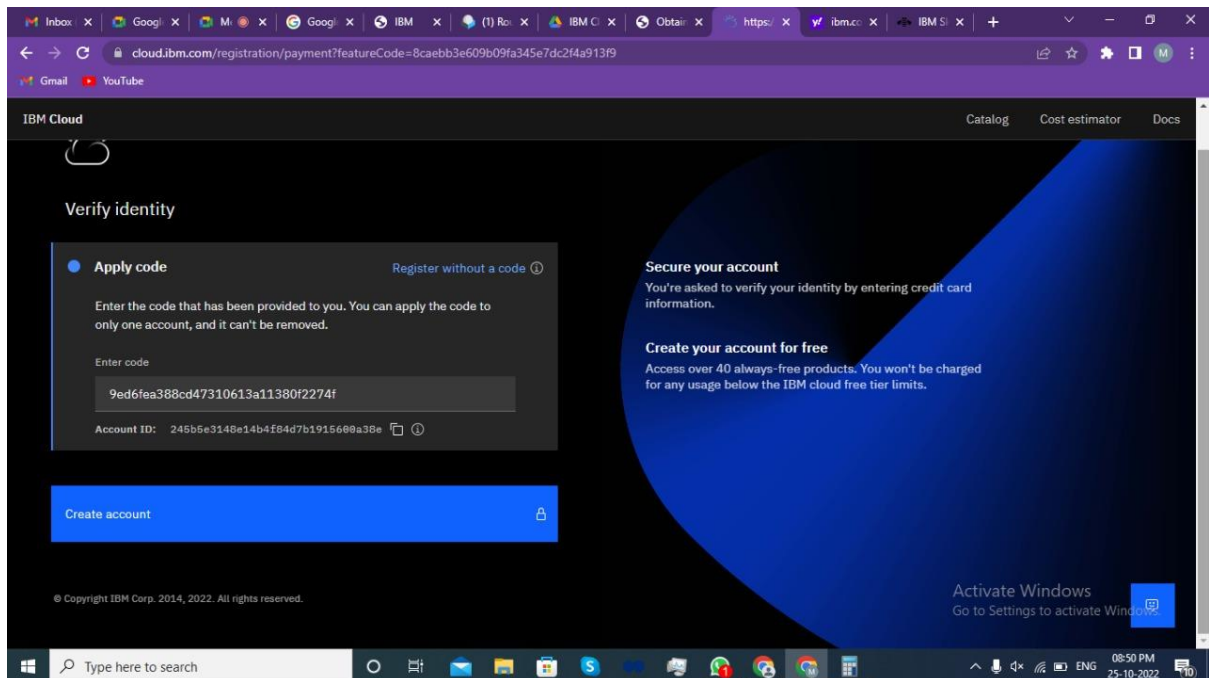 Inbox
Googl
M
Googl
IBM
(1) Ro
IBM Cl
Obtain
https:/
ibm.co
IBM Si
cloud.ibm.com/registration/payment?featureCode=8caebb3e609b09fa345e7dc2f4a913f9
M
Gmail YouTube
IBM Cloud Catalog Cost estimator Docs
Verify identity
Apply code Register without a code
Enter the code that has been provided to you. You can apply the code to
only one account, and it can't be removed.
Enter code
9ed6fea388cd47310613a11380f2274f
Account ID: 245b5e3148e14b4f84d7b1915600a38e
Create account
Secure your account
You're asked to verify your identity by entering credit card
information.
Create your account for free
Access over 40 always-free products. You won't be charged
for any usage below the IBM cloud free tier limits.
© Copyright IBM Corp. 2014, 2022. All rights reserved.
Activate Windows
Go to Settings to activate Windows.
Type here to search
ENG
08:50 PM
25-10-2022